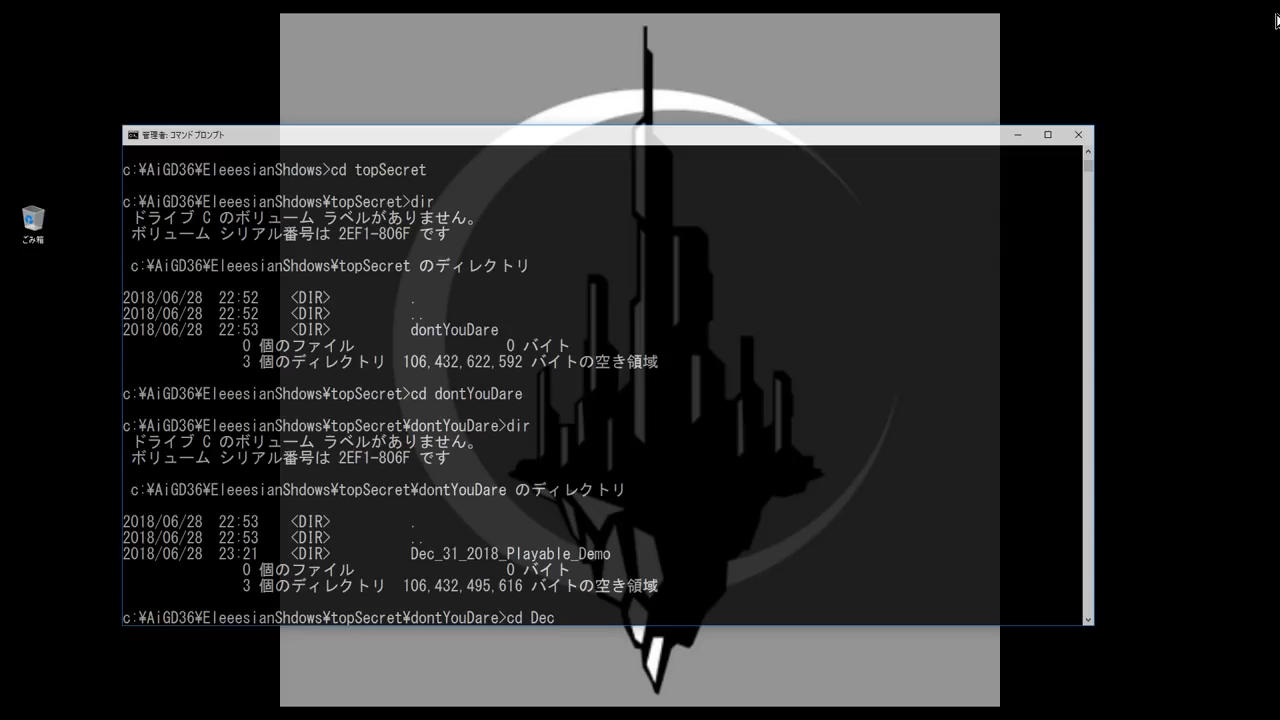 管理者: コマンドプロンプト
c:¥AiGD36¥EleeesianShdows>cd topSecret
c:¥AiGD36¥EleeesianShdows¥topSecret>dir
ドライブ C のボリューム ラベルがありません。
ボリューム シリアル番号は 2EF1-806F です
c:¥AiGD36¥EleeesianShdows¥topSecret のディレクトリ
2018/06/28 22:52 <DIR> .
2018/06/28 22:52 <DIR> ..
2018/06/28 22:53 <DIR> dontYouDare
0 個のファイル 0 バイト
3 個のディレクトリ 106,432,622,592 バイトの空き領域
c:¥AiGD36¥EleeesianShdows¥topSecret>cd dontYouDare
c:¥AiGD36¥EleeesianShdows¥topSecret¥dontYouDare>dir
ドライブ C のボリューム ラベルがありません。
ボリューム シリアル番号は 2EF1-806F です
c:¥AiGD36¥EleeesianShdows¥topSecret¥dontYouDare のディレクトリ
2018/06/28 22:53 <DIR> .
2018/06/28 22:53 <DIR> ..
2018/06/28 23:21 <DIR> Dec_31_2018_Playable_Demo
0 個のファイル 0 バイト
3 個のディレクトリ 106,432,495,616 バイトの空き領域
c:¥AiGD36¥EleeesianShdows¥topSecret¥dontYouDare>cd Dec
ごみ箱